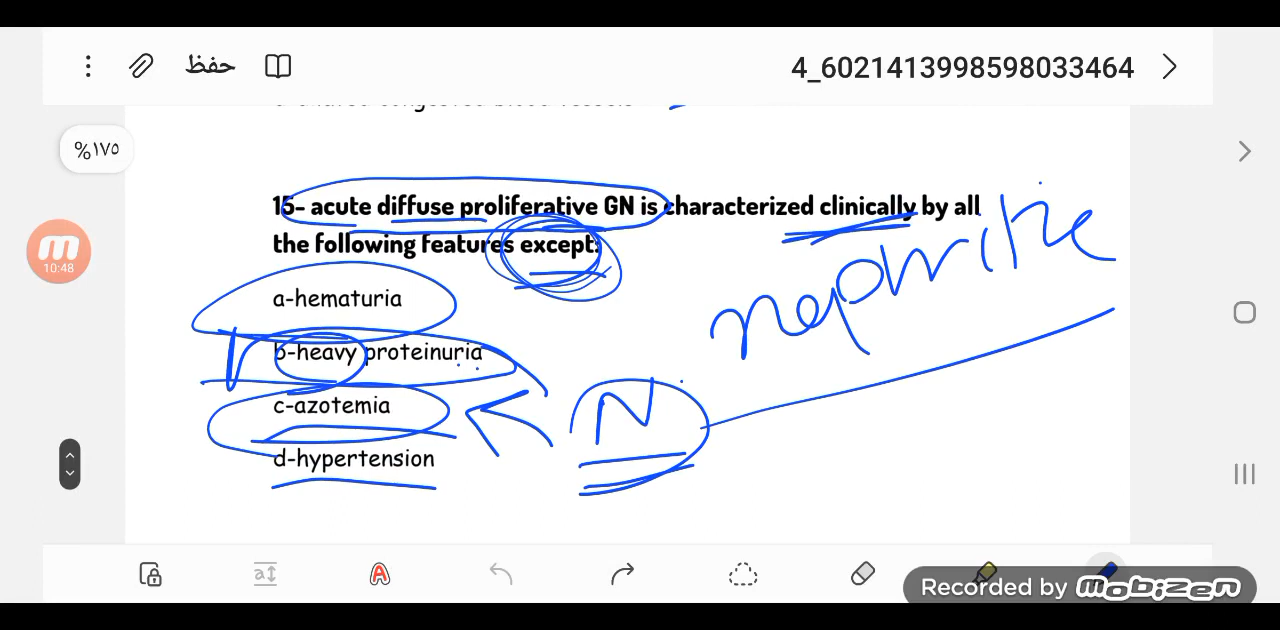 حفظ
4_6021413998598033464
%١٧٥
15- acute diffuse proliferative GN is characterized clinically by all
the following features except:
a-hematuria
b-heavy proteinuria
c-azotemia
d-hypertension
N
10:48
Recorded by mobizen